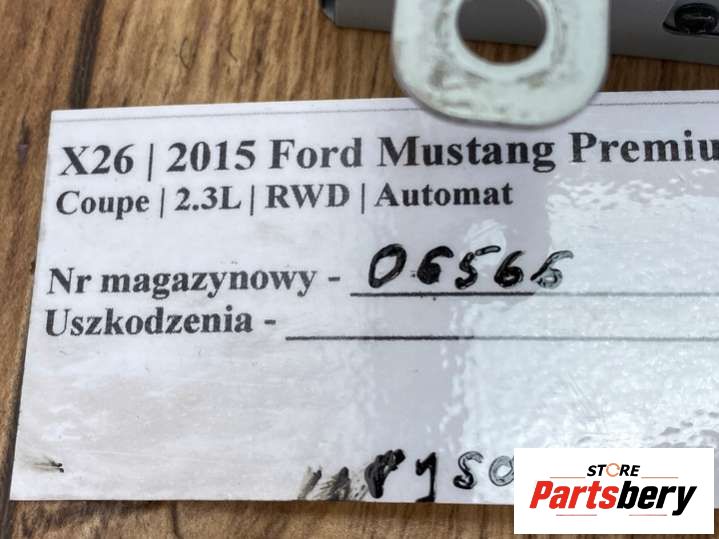 X26 | 2015 Ford Mustang Premiu
Coupe | 2.3L | RWD | Automat
Nr magazynowy - 06566
Uszkodzenia -
STORE
Partsbery